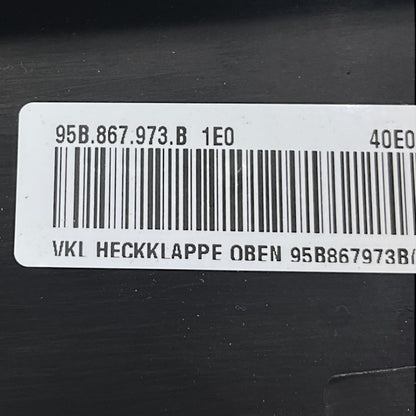 95B.867.973.B 1E0 40E0
VKL HECKKLAPPE OBEN 95B867973B(